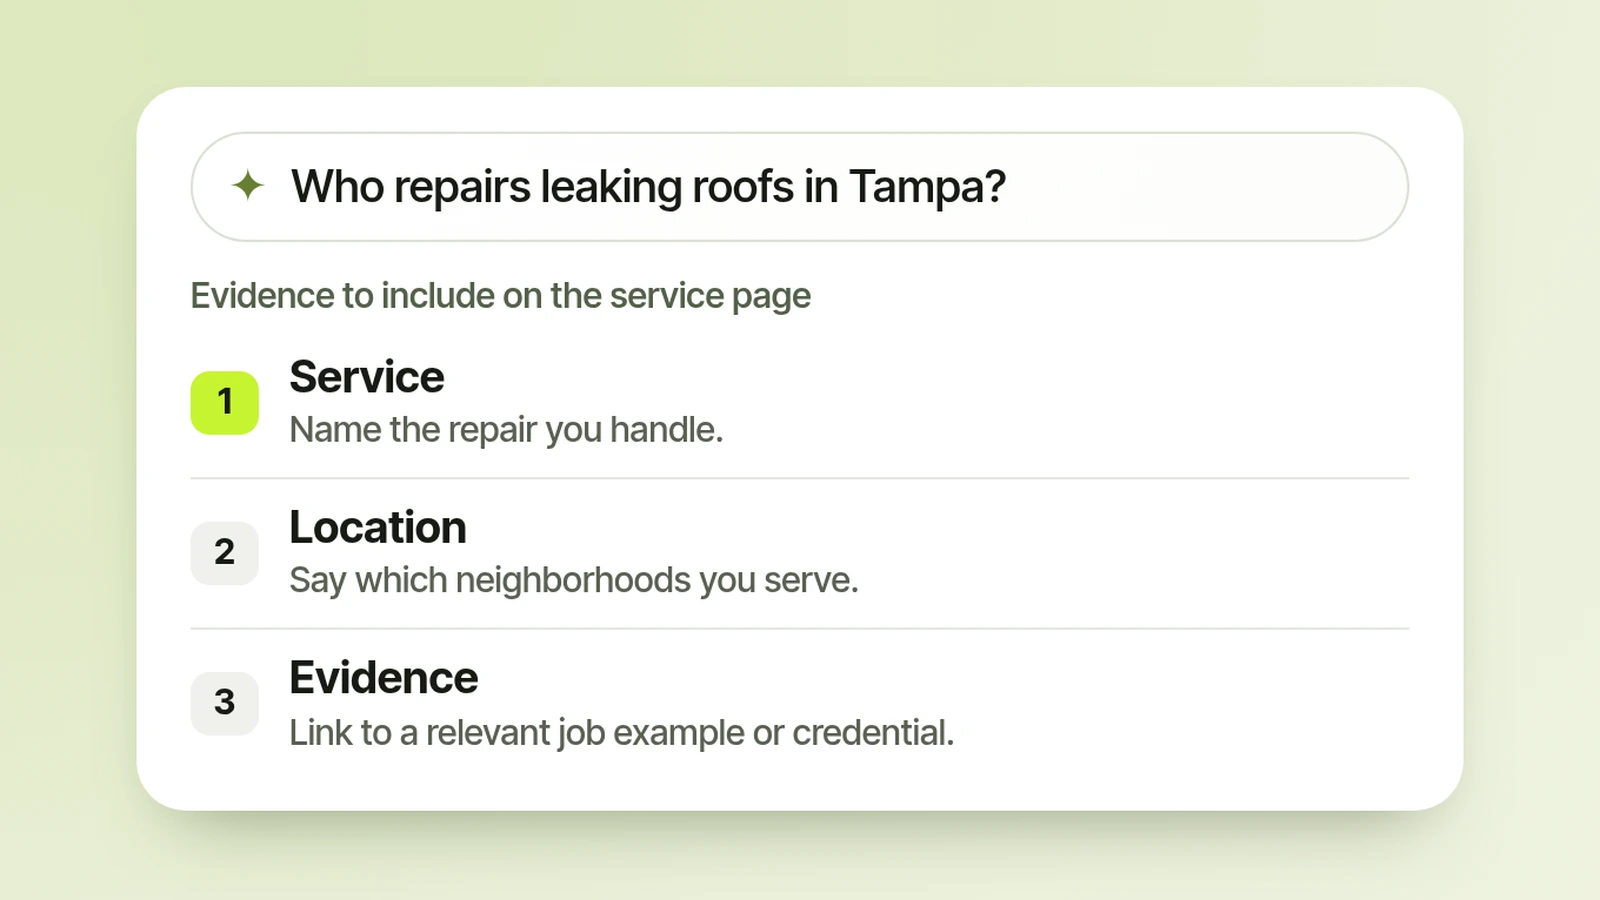 Who repairs leaking roofs in Tampa?
Evidence to include on the service page
1
Service
Name the repair you handle.
2
Location
Say which neighborhoods you serve.
3
Evidence
Link to a relevant job example or credential.